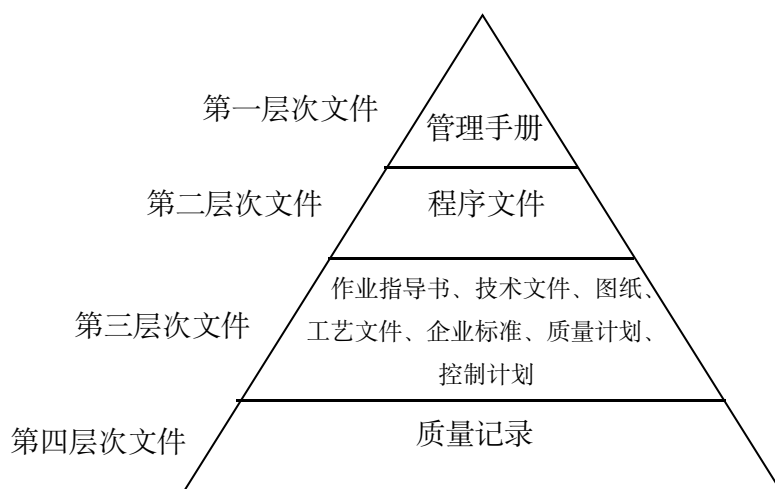 第一层次文件
管理手册
第二层次文件
程序文件
第三层次文件
作业指导书、技术文件、图纸、
工艺文件、企业标准、质量计划、
控制计划
第四层次文件
质量记录